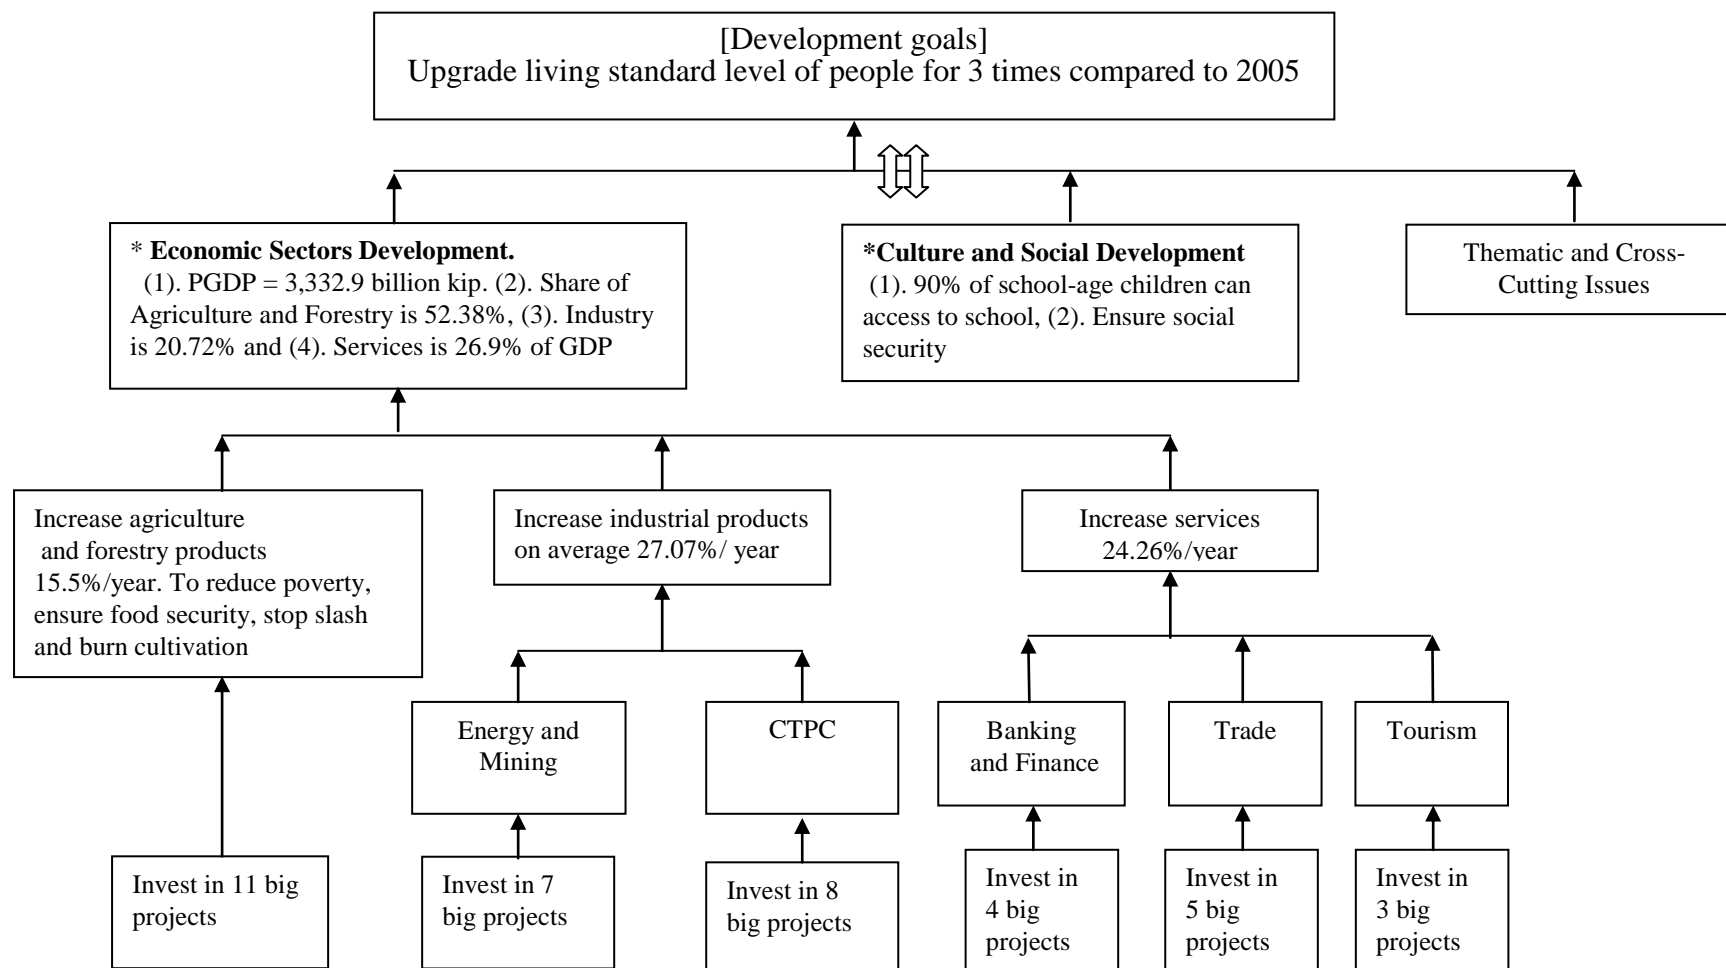 [Development goals]
Upgrade living standard level of people for 3 times compared to 2005
* Economic Sectors Development.
(1). PGDP = 3,332.9 billion kip. (2). Share of
Agriculture and Forestry is 52.38%, (3). Industry
is 20.72% and (4). Services is 26.9% of GDP
*Culture and Social Development
(1). 90% of school-age children can
access to school, (2). Ensure social
security
Thematic and Cross-
Cutting Issues
Increase agriculture
and forestry products
15.5%/year. To reduce poverty,
ensure food security, stop slash
and burn cultivation
Increase industrial products
on average 27.07%/ year
Increase services
24.26%/year
Energy and
Mining
CTPC
Banking
and Finance
Trade
Tourism
Invest in 11 big
projects
Invest in 7
big projects
Invest in 8
big projects
Invest in
4 big
projects
Invest in
5 big
projects
Invest in
3 big
projects